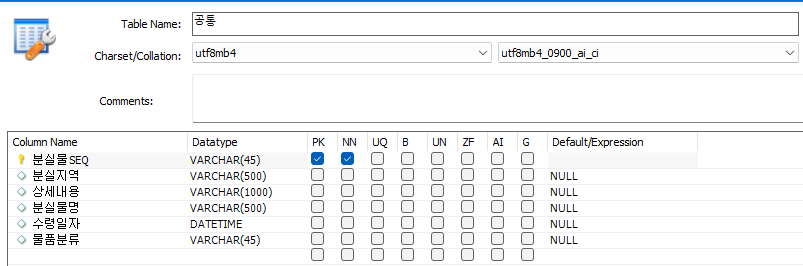 Table Name: 공통
Charset/Collation: utf8mb4 utf8mb4_0900_ai_ci
Comments:
Column Name Datatype PK NN UQ B UN ZF AI G Default/Expression
분실물SEQ VARCHAR(45)
분실지역 VARCHAR(500) NULL
상세내용 VARCHAR(1000) NULL
분실물명 VARCHAR(500) NULL
수령일자 DATETIME NULL
물품분류 VARCHAR(45) NULL